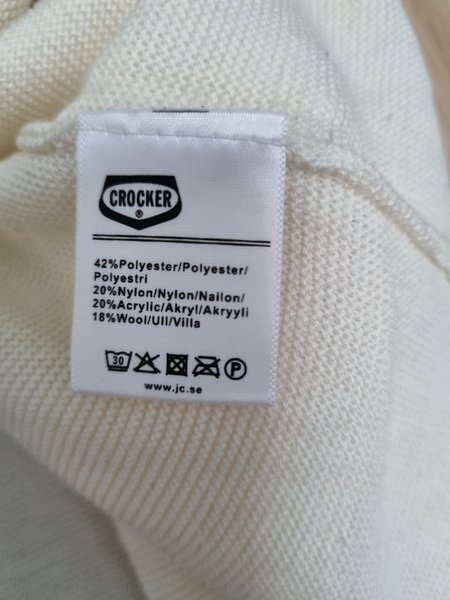 CROCKER
®
42%Polyester/Polyester/
Polyestri
20%Nylon/Nylon/Nailon/
20%Acrylic/Akryl/Akryyli
18%Wool/Ull/Villa
30 P
www.jc.se